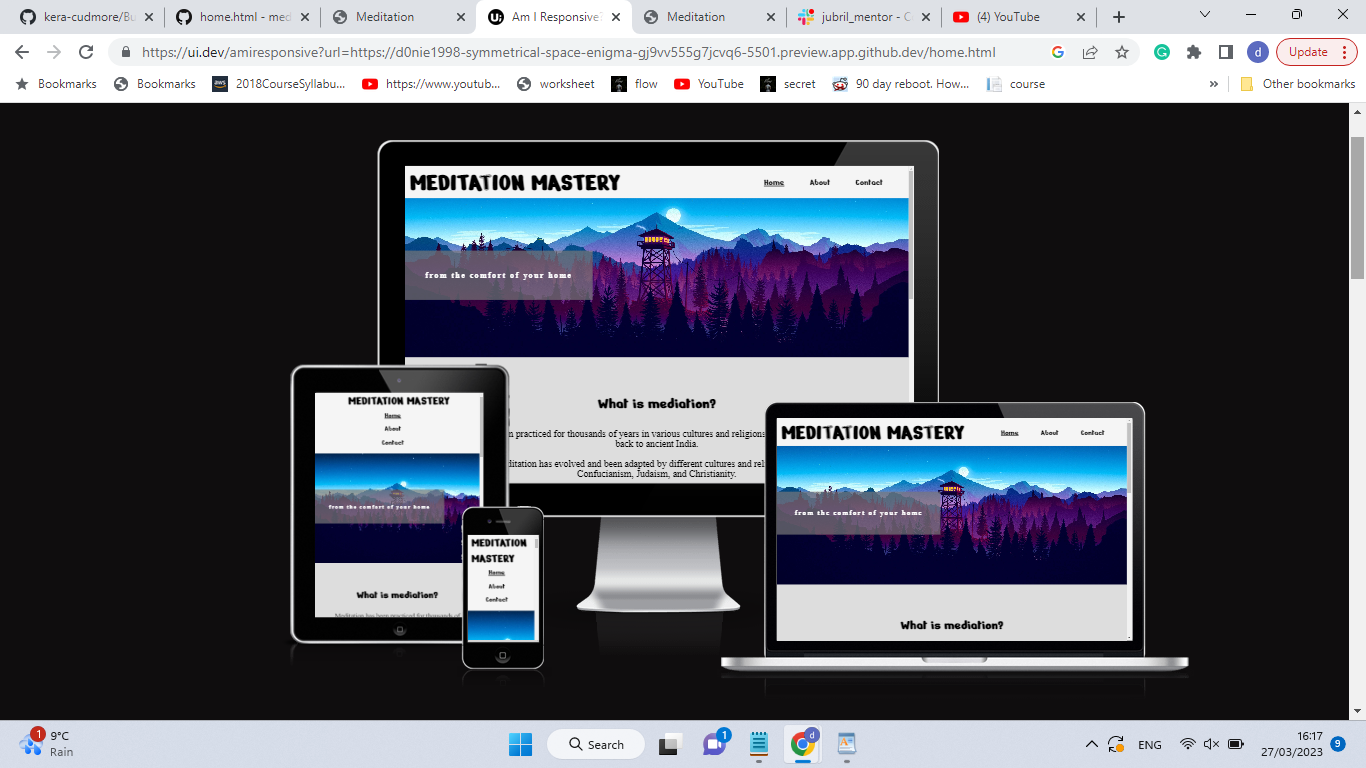 kera-cudmore/Bu
home.html - med
Meditation
Am I Responsive?
Meditation
jubril_mentor - C
(4) YouTube
https://ui.dev/amiresponsive?url=https://d0nie1998-symmetrical-space-enigma-gj9vv555g7jcvq6-5501.preview.app.github.dev/home.html
d
Update
Bookmarks
Bookmarks
2018CourseSyllabu...
https://www.youtub...
worksheet
flow
YouTube
secret
90 day reboot. How...
course
»
Other bookmarks
MEDITATION MASTERY
Home About Contact
from the comfort of your home
What is mediation?
n practiced for thousands of years in various cultures and religions
back to ancient India.
ditation has evolved and been adapted by different cultures and rel
Confucianism, Judaism, and Christianity.
MEDITATION MASTERY
Home
About
Contact
from the comfort of your home
What is mediation?
Meditation has been practiced for thousands of
MEDITATION
MASTERY
Home
About
Contact
MEDITATION MASTERY
Home About Contact
from the comfort of your home
What is mediation?
1
9°C
Rain
Search
1
d
ENG
16:17
27/03/2023
9